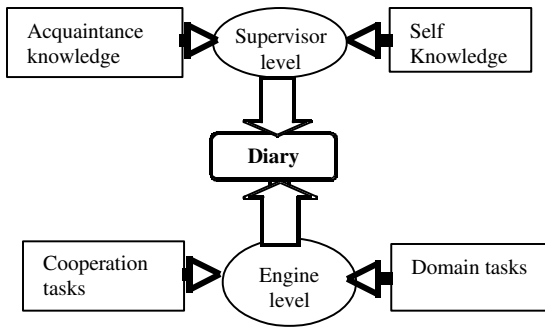 Acquaintance
knowledge
Supervisor
level
Self
Knowledge
Diary
Cooperation
tasks
Engine
level
Domain tasks